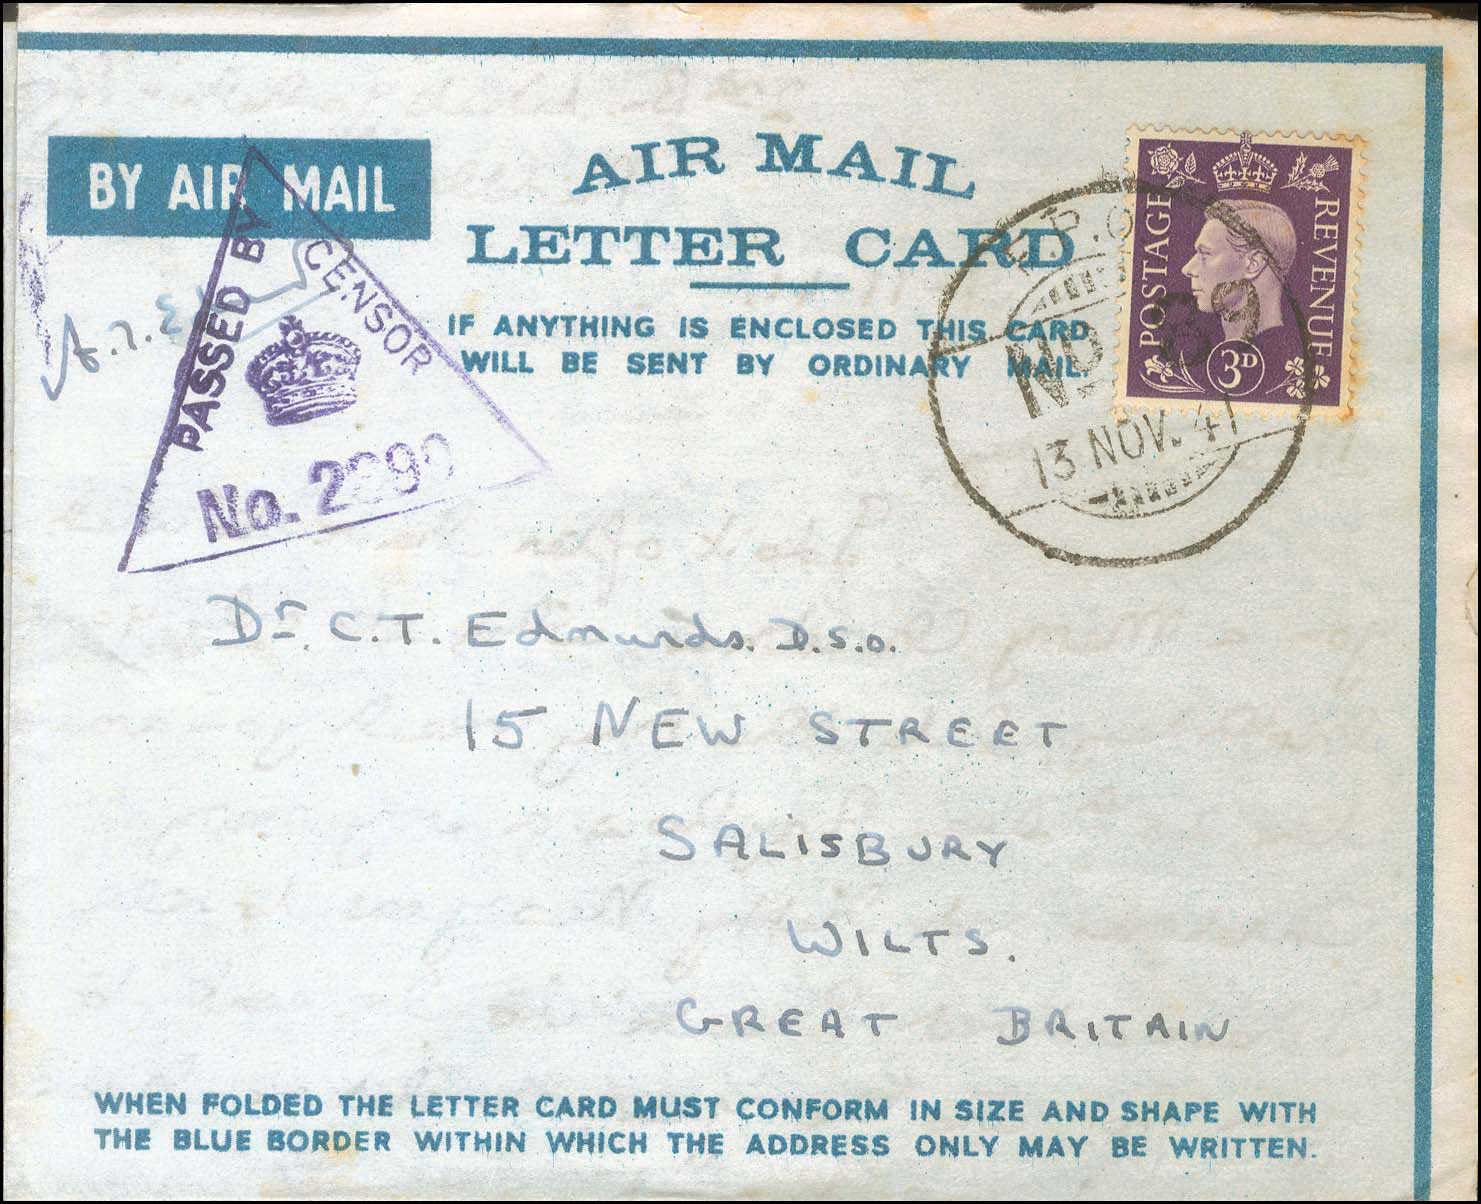 BY AIR MAIL
AIR MAIL
LETTER CARD
IF ANYTHING IS ENCLOSED THIS CARD
WILL BE SENT BY ORDINARY MAIL.
POSTAGE
REVENUE
3D
F.P.O.
No.
13 NOV. 41
PASSED BY
CENSOR
No.
Dr. C.T. Edmunds. D.S.O.
15 NEW STREET
SALISBURY
WILTS.
GREAT BRITAIN
WHEN FOLDED THE LETTER CARD MUST CONFORM IN SIZE AND SHAPE WITH
THE BLUE BORDER WITHIN WHICH THE ADDRESS ONLY MAY BE WRITTEN.